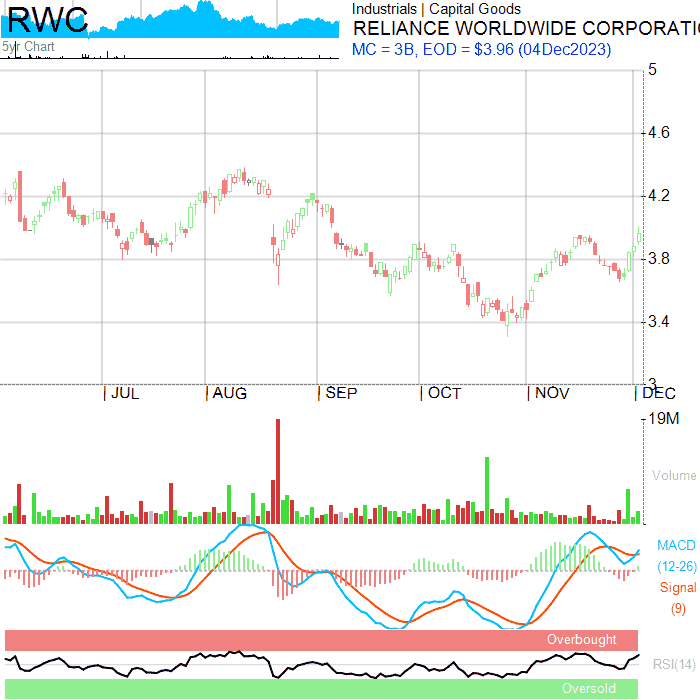 RWC
5yr Chart
Industrials | Capital Goods
RELIANCE WORLDWIDE CORPORATI
MC = 3B, EOD = $3.96 (04Dec2023)
5
4.6
4.2
3.8
3.4
3
JUL AUG SEP OCT NOV DEC
19M
Volume
MACD
(12-26)
Signal
(9)
Overbought
RSI(14)
Oversold